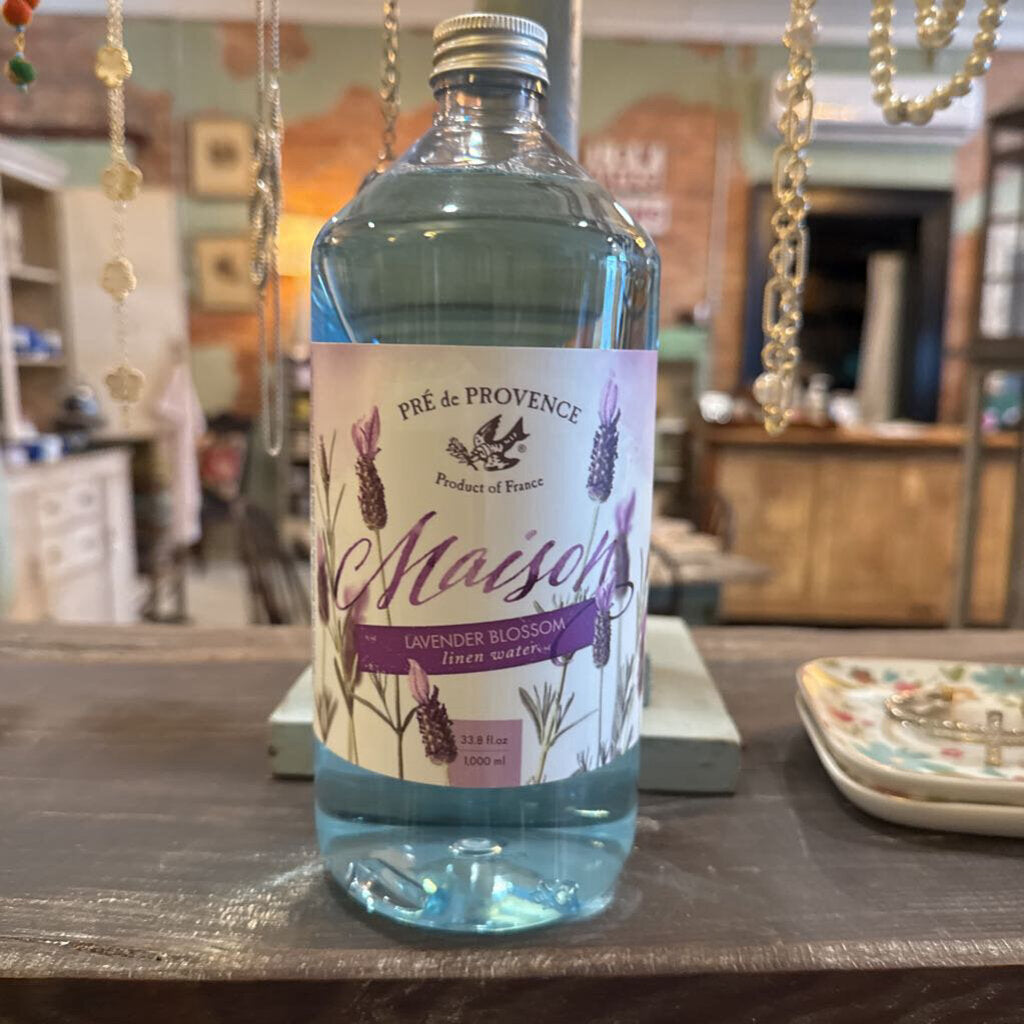 PRÉ de PROVENCE
®
Product of France
Maison
LAVENDER BLOSSOM
linen water
33.8 fl.oz
1,000 ml